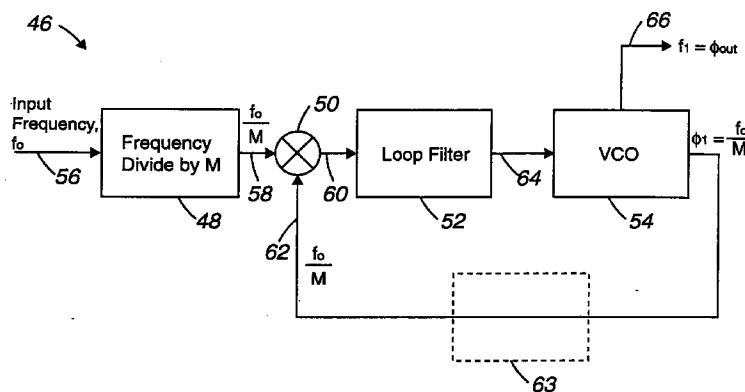 46
66
f₁ = ϕout
Input
Frequency,
fₒ
56
Frequency
Divide by M
48
fₒ
M
58
50
60
Loop Filter
52
64
VCO
54
ϕ₁ = fₒ
M
62
fₒ
M
63